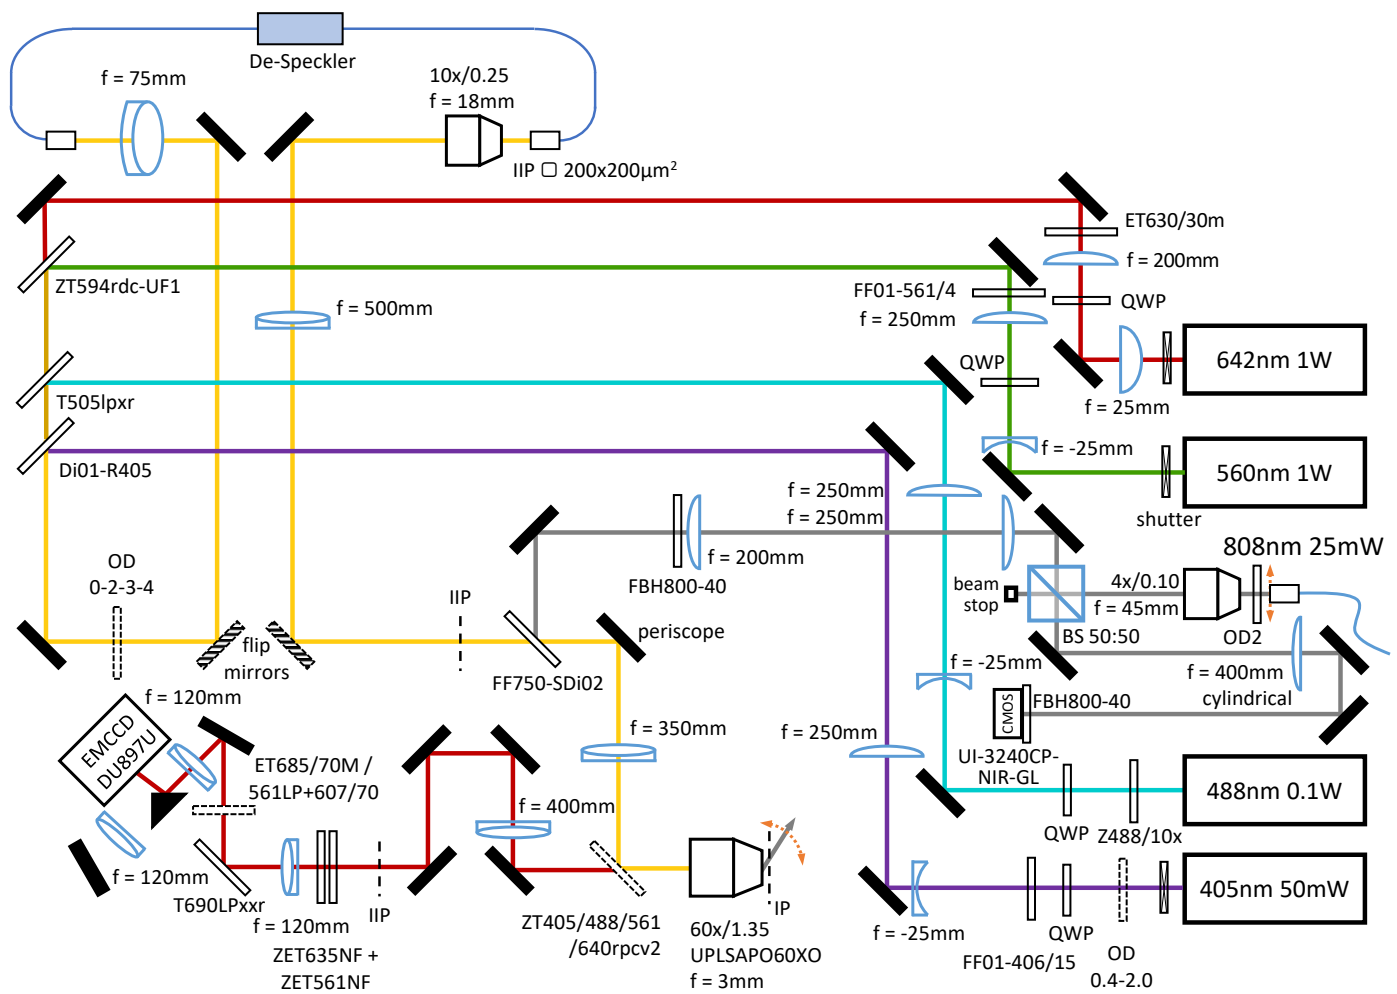 De-Speckler
f = 75mm
10x/0.25
f = 18mm
IIP ▢ 200x200µm²
ET630/30m
f = 200mm
ZT594rdc-UF1
FF01-561/4
f = 500mm
f = 250mm
QWP
642nm 1W
QWP
T505lpxr
f = 25mm
f = -25mm
Di01-R405
560nm 1W
f = 250mm
f = 250mm
shutter
f = 200mm
808nm 25mW
OD
0-2-3-4
FBH800-40
beam
stop
4x/0.10
f = 45mm
IIP
periscope
BS 50:50
OD2
flip
mirrors
FF750-SDi02
f = -25mm
f = 400mm
cylindrical
f = 120mm
CMOS
FBH800-40
EMCCD
DU897U
f = 350mm
f = 250mm
UI-3240CP-
NIR-GL
ET685/70M /
561LP+607/70
f = 400mm
488nm 0.1W
QWP
Z488/10x
f = 120mm
T690LPxxr
405nm 50mW
IIP
IP
f = 120mm
ZT405/488/561
/640rpcv2
60x/1.35
UPLSAPO60XO
f = 3mm
f = -25mm
QWP
ZET635NF +
ZET561NF
FF01-406/15
OD
0.4-2.0